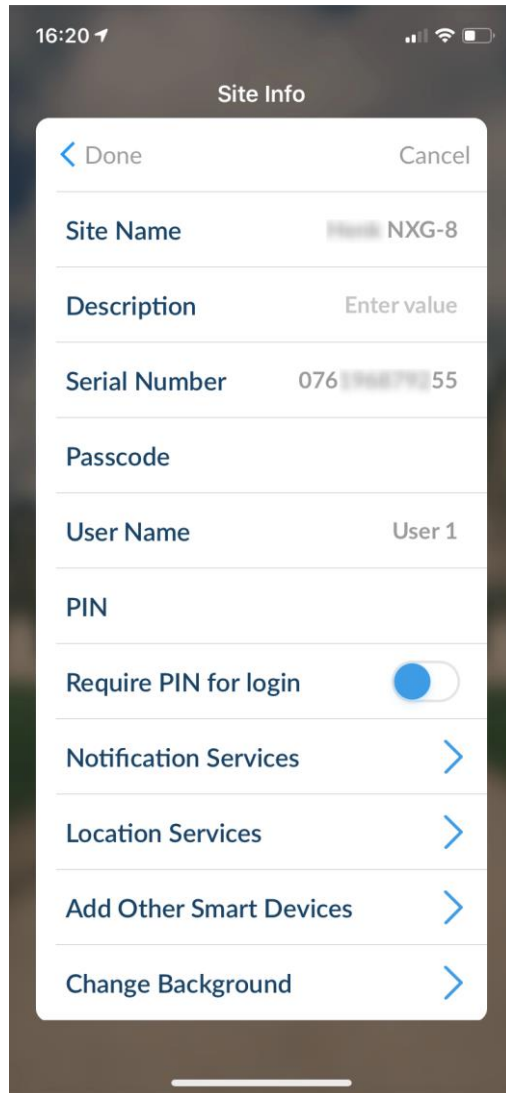 16:20
Site Info
Done Cancel
Site Name NXG-8
Description Enter value
Serial Number 076 55
Passcode
User Name User 1
PIN
Require PIN for login
Notification Services
Location Services
Add Other Smart Devices
Change Background